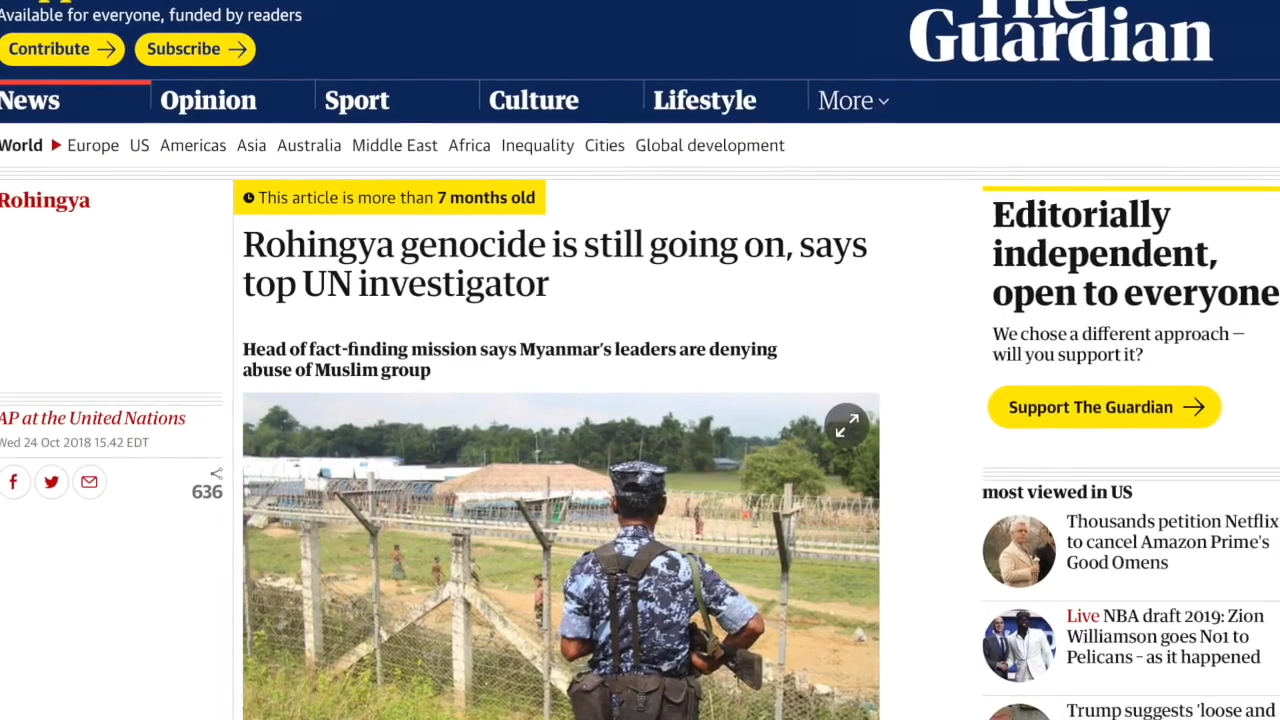 Available for everyone, funded by readers
Contribute
Subscribe
The
Guardian
News
Opinion
Sport
Culture
Lifestyle
More
World
Europe
US
Americas
Asia
Australia
Middle East
Africa
Inequality
Cities
Global development
Rohingya
This article is more than 7 months old
Rohingya genocide is still going on, says
top UN investigator
Head of fact-finding mission says Myanmar's leaders are denying
abuse of Muslim group
AP at the United Nations
Wed 24 Oct 2018 15.42 EDT
636
Editorially
independent,
open to everyone
We chose a different approach –
will you support it?
Support The Guardian
most viewed in US
Thousands petition Netflix
to cancel Amazon Prime's
Good Omens
Live NBA draft 2019: Zion
Williamson goes No1 to
Pelicans – as it happened
Trump suggests 'loose and